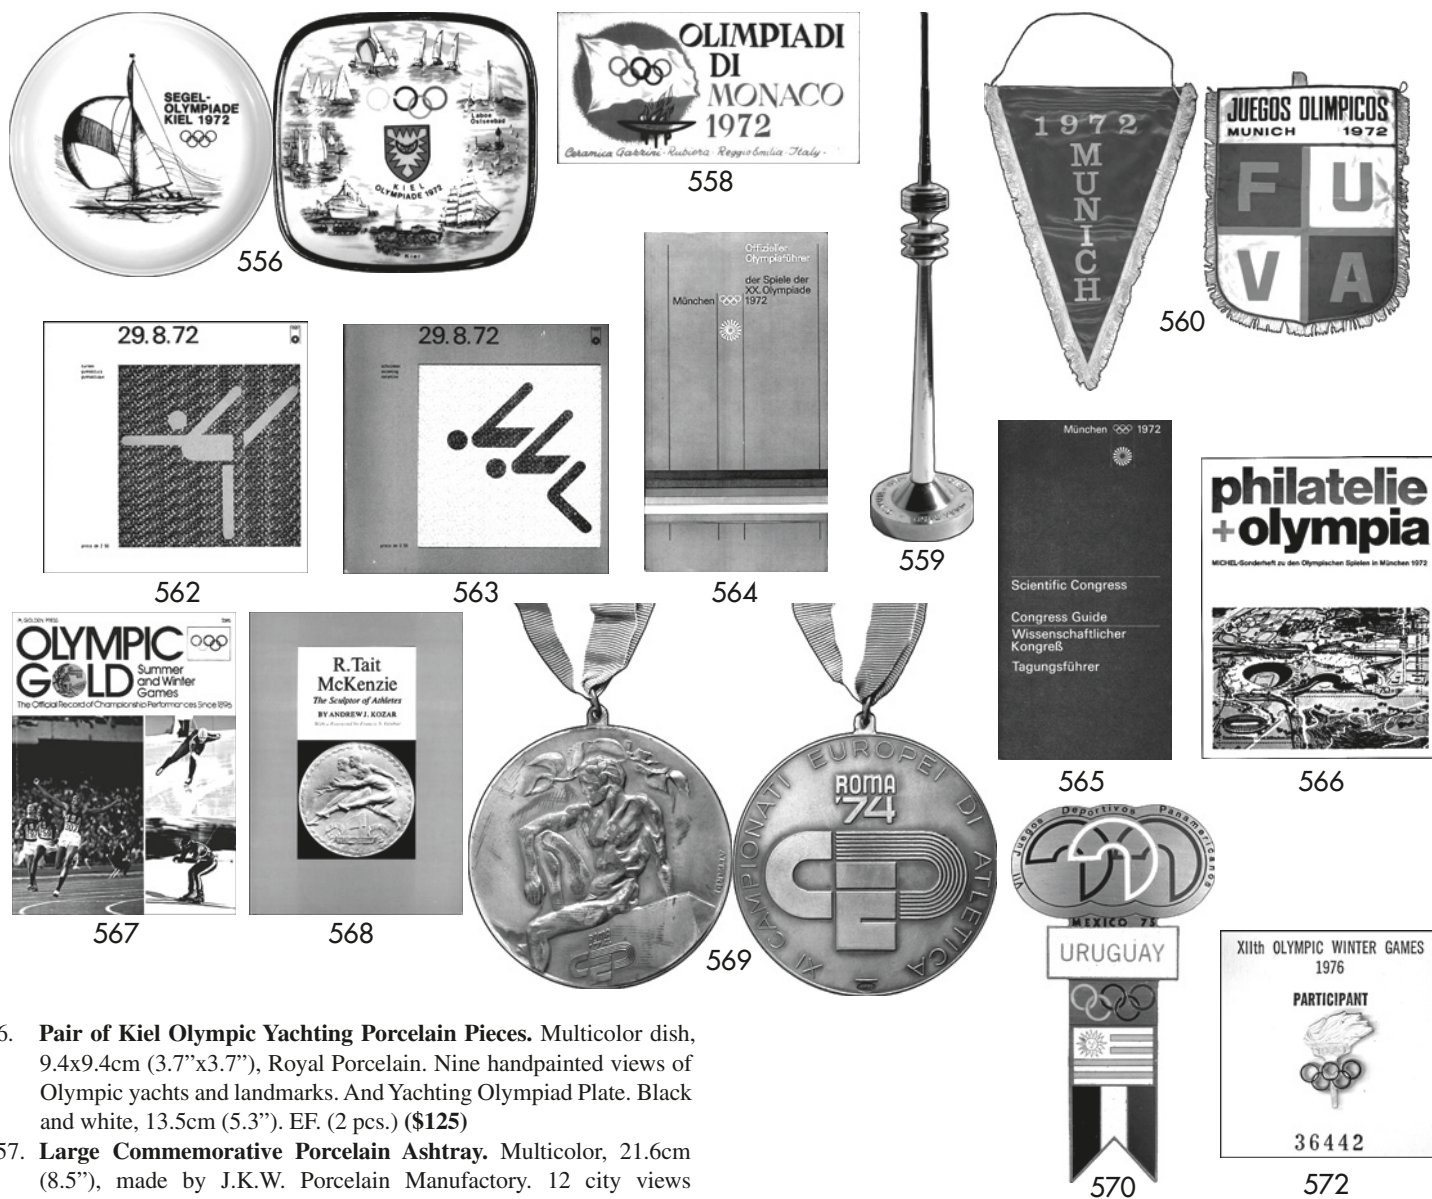 SEGEL-
OLYMPIADE
KIEL 1972
Laboe
Ostseebad
KIEL
OLYMPIADE 1972
Kiel
556
OLIMPIADI
DI
MONACO
1972
Ceramica Gazzini - Rubiera - Reggio Emilia - Italy -
558
559
1972
MUNICH
JUEGOS OLIMPICOS
MUNICH 1972
F U
V A
560
29.8.72
562
29.8.72
563
Offizieller
Olympiaführer
der Spiele der
XX. Olympiade
München 1972
564
München 1972
Scientific Congress
Congress Guide
Wissenschaftlicher
Kongreß
Tagungsführer
565
philatelie
+olympia
MICHEL-Sonderheft zu den Olympischen Spielen in München 1972
566
A GOLDEN PRESS
OLYMPIC
GOLD
Summer
and Winter
Games
The Official Record of Championship Performances Since 1896
567
R. Tait
McKenzie
The Sculptor of Athletes
BY ANDREW J. KOZAR
568
ROMA
'74
XI CAMPIONATI EUROPEI DI ATLETICA
569
VII Juegos Deportivos Panamericanos
MEXICO 75
URUGUAY
570
XIIth OLYMPIC WINTER GAMES
1976
PARTICIPANT
36442
572
6. Pair of Kiel Olympic Yachting Porcelain Pieces. Multicolor dish,
9.4x9.4cm (3.7”x3.7”), Royal Porcelain. Nine handpainted views of
Olympic yachts and landmarks. And Yachting Olympiad Plate. Black
and white, 13.5cm (5.3”). EF. (2 pcs.) ($125)
57. Large Commemorative Porcelain Ashtray. Multicolor, 21.6cm
(8.5”), made by J.K.W. Porcelain Manufactory. 12 city views